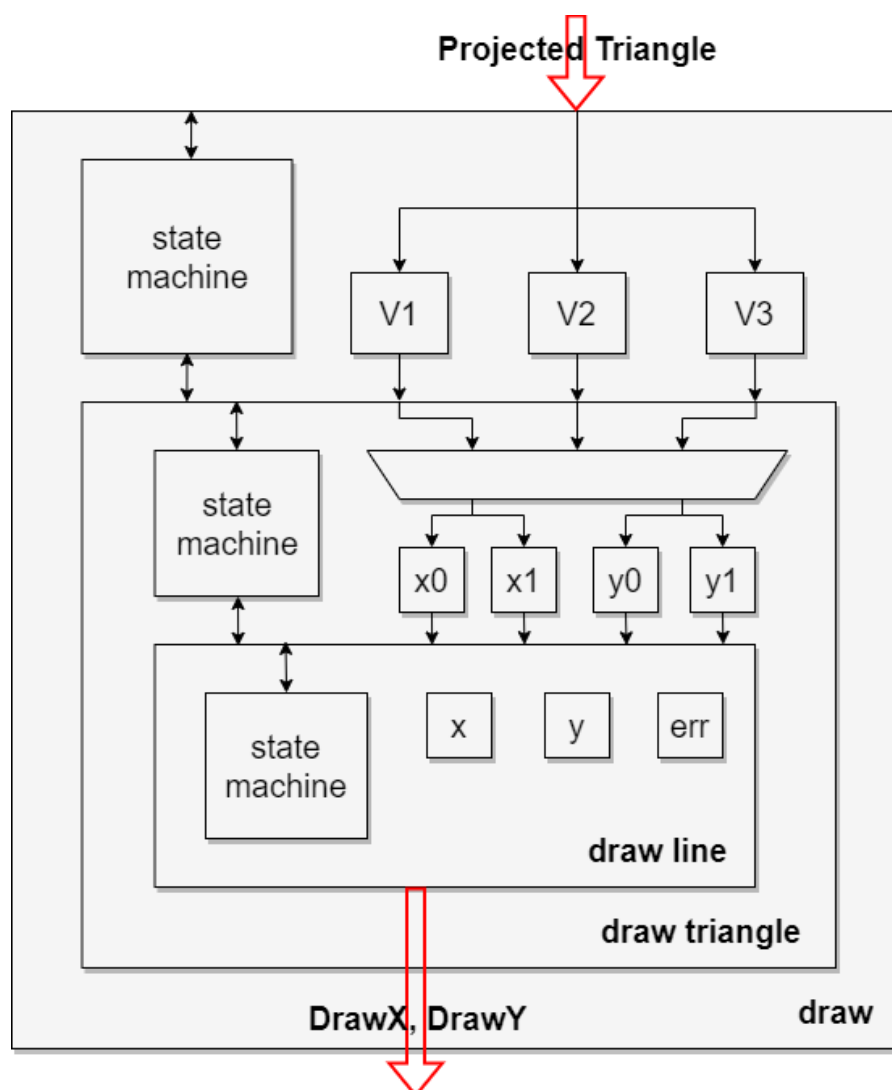 Projected Triangle
state
machine
V1
V2
V3
state
machine
x0
x1
y0
y1
state
machine
x
y
err
draw line
draw triangle
DrawX, DrawY
draw